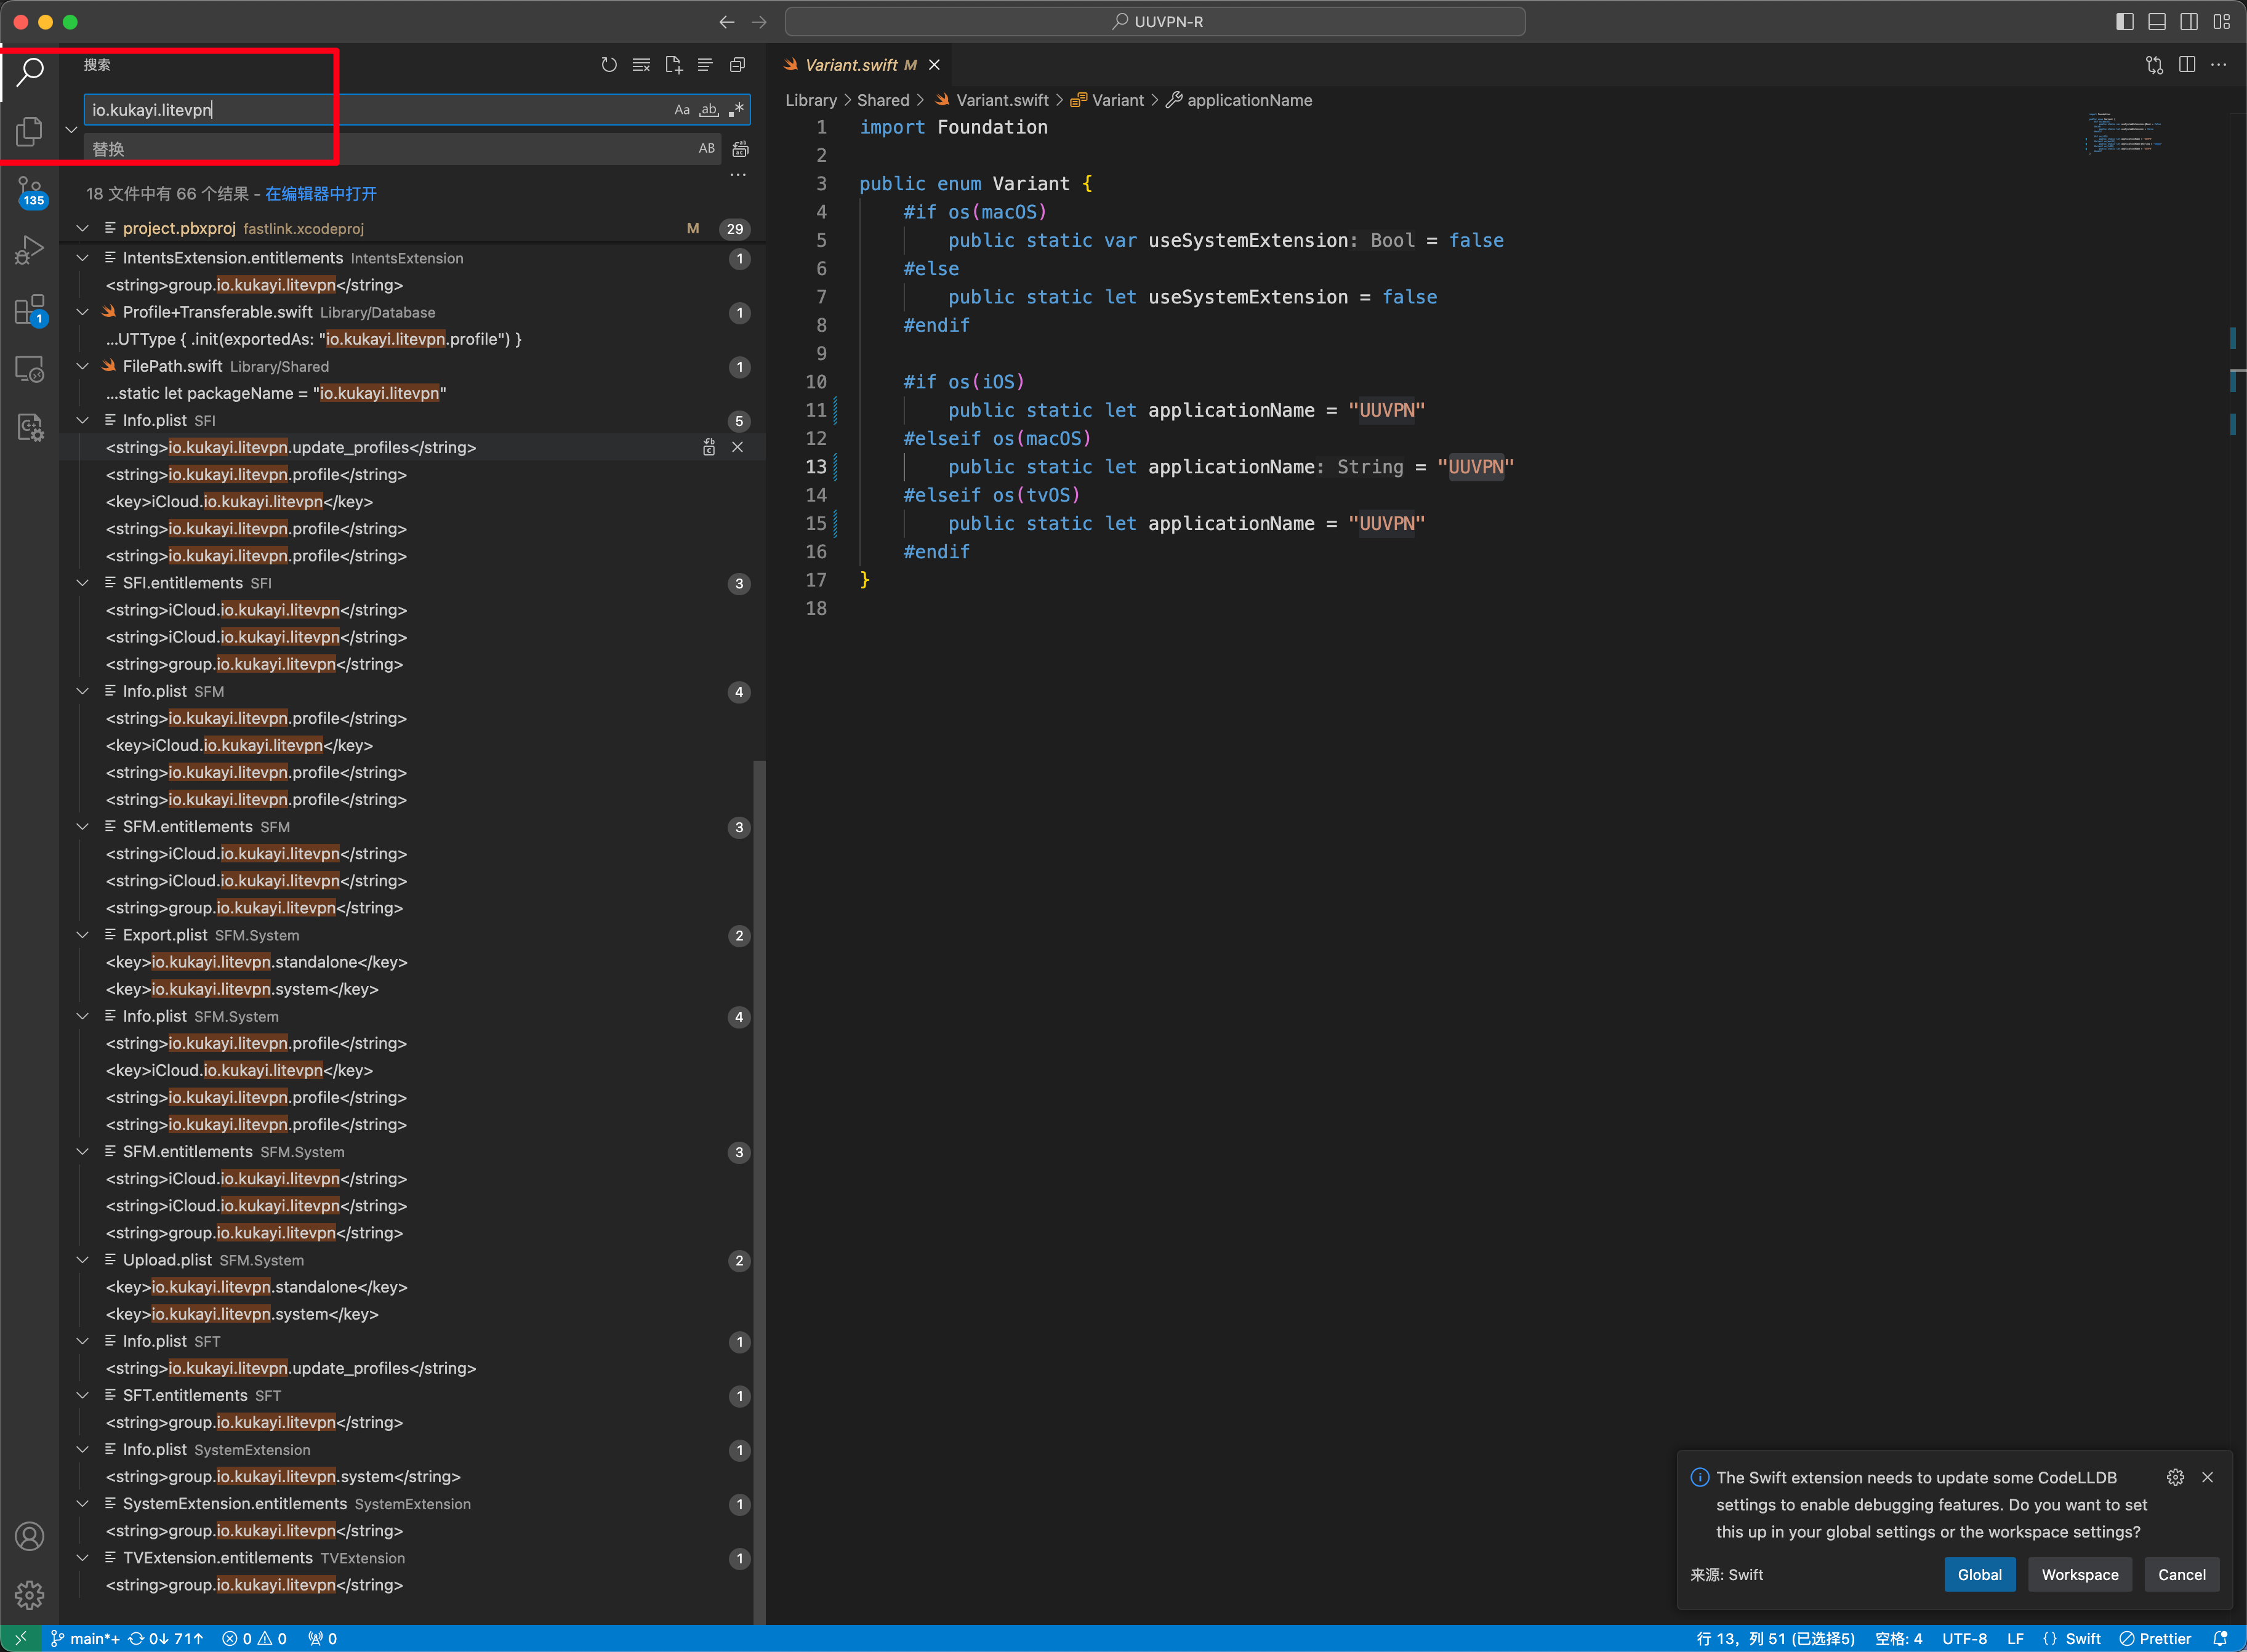 UUVPN-R
搜索
io.kukayi.litevpn
Aa
ab
.*
替换
AB
18 文件中有 66 个结果 - 在编辑器中打开
project.pbxproj fastlink.xcodeproj M 29
IntentsExtension.entitlements IntentsExtension 1
<string>group.io.kukayi.litevpn</string>
Profile+Transferable.swift Library/Database 1
...UTType { .init(exportedAs: "io.kukayi.litevpn.profile") }
FilePath.swift Library/Shared 1
...static let packageName = "io.kukayi.litevpn"
Info.plist SFI 5
<string>io.kukayi.litevpn.update_profiles</string>
<string>io.kukayi.litevpn.profile</string>
<key>iCloud.io.kukayi.litevpn</key>
<string>io.kukayi.litevpn.profile</string>
<string>io.kukayi.litevpn.profile</string>
SFI.entitlements SFI 3
<string>iCloud.io.kukayi.litevpn</string>
<string>iCloud.io.kukayi.litevpn</string>
<string>group.io.kukayi.litevpn</string>
Info.plist SFM 4
<string>io.kukayi.litevpn.profile</string>
<key>iCloud.io.kukayi.litevpn</key>
<string>io.kukayi.litevpn.profile</string>
<string>io.kukayi.litevpn.profile</string>
SFM.entitlements SFM 3
<string>iCloud.io.kukayi.litevpn</string>
<string>iCloud.io.kukayi.litevpn</string>
<string>group.io.kukayi.litevpn</string>
Export.plist SFM.System 2
<key>io.kukayi.litevpn.standalone</key>
<key>io.kukayi.litevpn.system</key>
Info.plist SFM.System 4
<string>io.kukayi.litevpn.profile</string>
<key>iCloud.io.kukayi.litevpn</key>
<string>io.kukayi.litevpn.profile</string>
<string>io.kukayi.litevpn.profile</string>
SFM.entitlements SFM.System 3
<string>iCloud.io.kukayi.litevpn</string>
<string>iCloud.io.kukayi.litevpn</string>
<string>group.io.kukayi.litevpn</string>
Upload.plist SFM.System 2
<key>io.kukayi.litevpn.standalone</key>
<key>io.kukayi.litevpn.system</key>
Info.plist SFT 1
<string>io.kukayi.litevpn.update_profiles</string>
SFT.entitlements SFT 1
<string>group.io.kukayi.litevpn</string>
Info.plist SystemExtension 1
<string>group.io.kukayi.litevpn.system</string>
SystemExtension.entitlements SystemExtension 1
<string>group.io.kukayi.litevpn</string>
TVExtension.entitlements TVExtension 1
<string>group.io.kukayi.litevpn</string>
135
1
Variant.swift M
Library > Shared > Variant.swift > Variant > applicationName
1 import Foundation
2
3 public enum Variant {
4 #if os(macOS)
5 public static var useSystemExtension: Bool = false
6 #else
7 public static let useSystemExtension = false
8 #endif
9
10 #if os(iOS)
11 public static let applicationName = "UUVPN"
12 #elseif os(macOS)
13 public static let applicationName: String = "UUVPN"
14 #elseif os(tvOS)
15 public static let applicationName = "UUVPN"
16 #endif
17 }
18
The Swift extension needs to update some CodeLLDB
settings to enable debugging features. Do you want to set
this up in your global settings or the workspace settings?
来源: Swift
Global
Workspace
Cancel
main*+ 0↓ 71↑ 0 0 0
行 13，列 51 (已选择5) 空格: 4 UTF-8 LF {} Swift Prettier